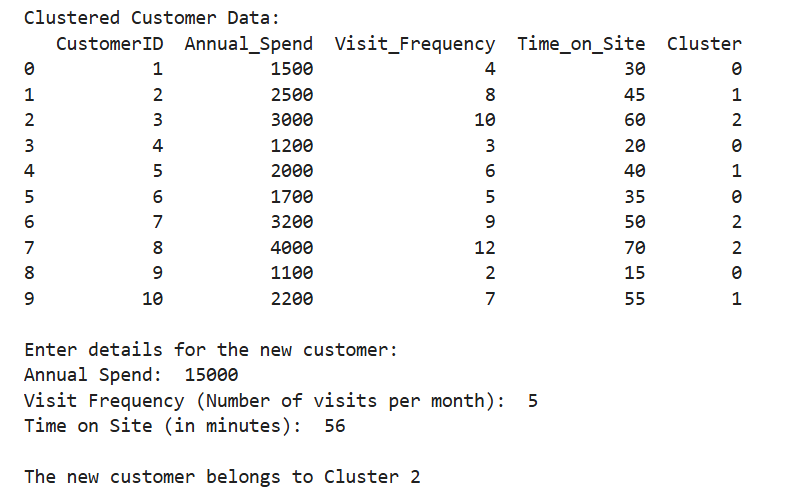 Clustered Customer Data:
   CustomerID  Annual_Spend  Visit_Frequency  Time_on_Site  Cluster
0           1          1500                4            30        0
1           2          2500                8            45        1
2           3          3000               10            60        2
3           4          1200                3            20        0
4           5          2000                6            40        1
5           6          1700                5            35        0
6           7          3200                9            50        2
7           8          4000               12            70        2
8           9          1100                2            15        0
9          10          2200                7            55        1
Enter details for the new customer:
Annual Spend:  15000
Visit Frequency (Number of visits per month):  5
Time on Site (in minutes):  56
The new customer belongs to Cluster 2